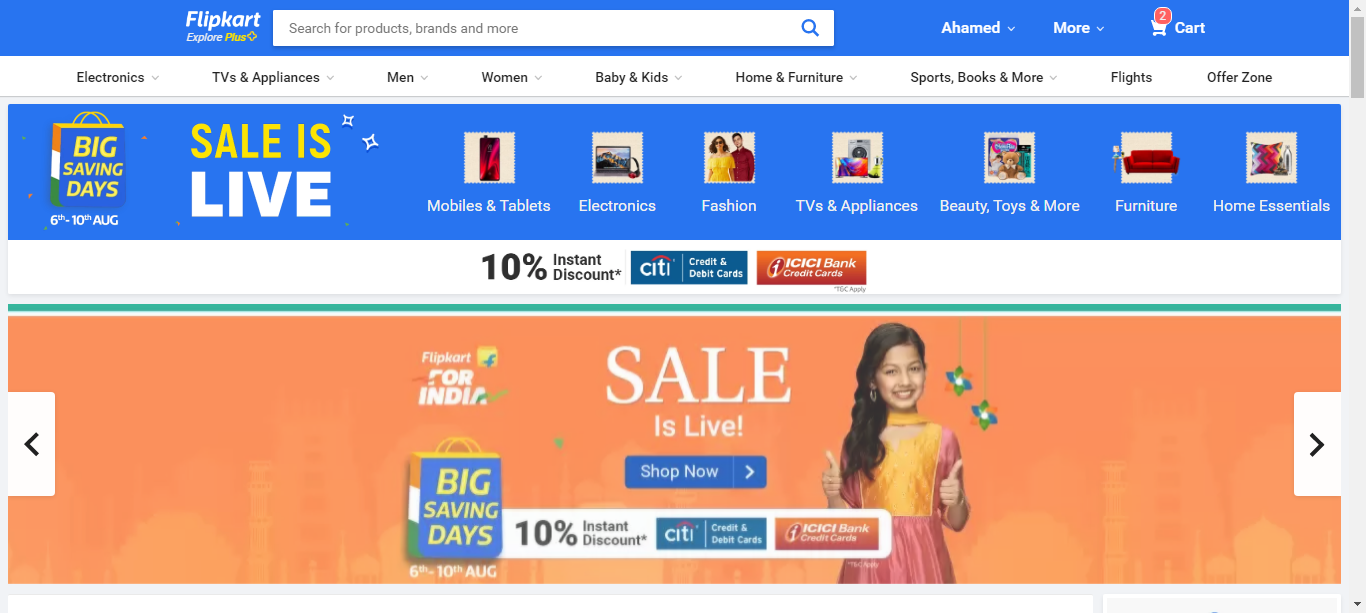 Flipkart
Explore Plus
Search for products, brands and more
Ahamed
More
2
Cart
Electronics
TVs & Appliances
Men
Women
Baby & Kids
Home & Furniture
Sports, Books & More
Flights
Offer Zone
BIG
SAVING
DAYS
6th-10th AUG
SALE IS
LIVE
Mobiles & Tablets
Electronics
Fashion
TVs & Appliances
Beauty, Toys & More
Furniture
Home Essentials
10% Instant
Discount*
citi
Credit &
Debit Cards
ICICI Bank
Credit Cards
*T&C Apply
Flipkart
FOR
INDIA
SALE
Is Live!
Shop Now
BIG
SAVING
DAYS
6th-10th AUG
10% Instant
Discount*
citi
Credit &
Debit Cards
ICICI Bank
Credit Cards
*T&C Apply